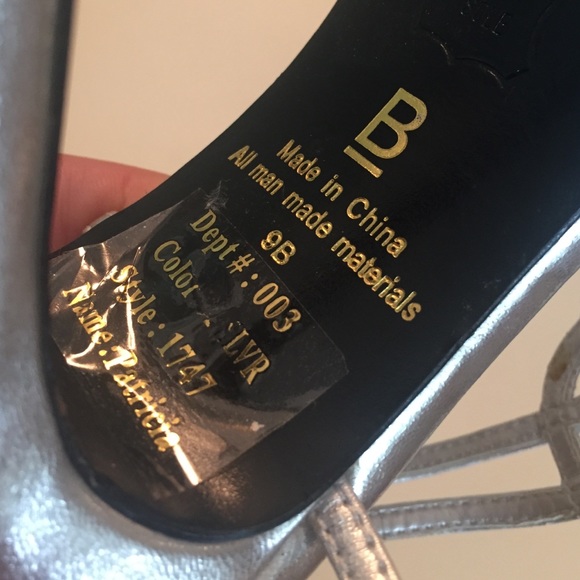 B
Made in China
All man made materials
9B
Dept #: 003
Color : SLVR
Style: 1747
Name: Patricia